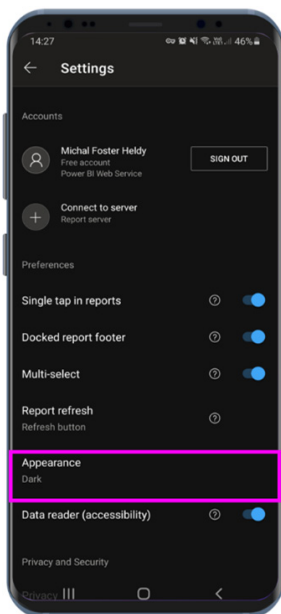 14:27
46%
Settings
Accounts
Michal Foster Heldy
Free account
Power BI Web Service
SIGN OUT
Connect to server
Report server
Preferences
Single tap in reports
Docked report footer
Multi-select
Report refresh
Refresh button
Appearance
Dark
Data reader (accessibility)
Privacy and Security
Privacy